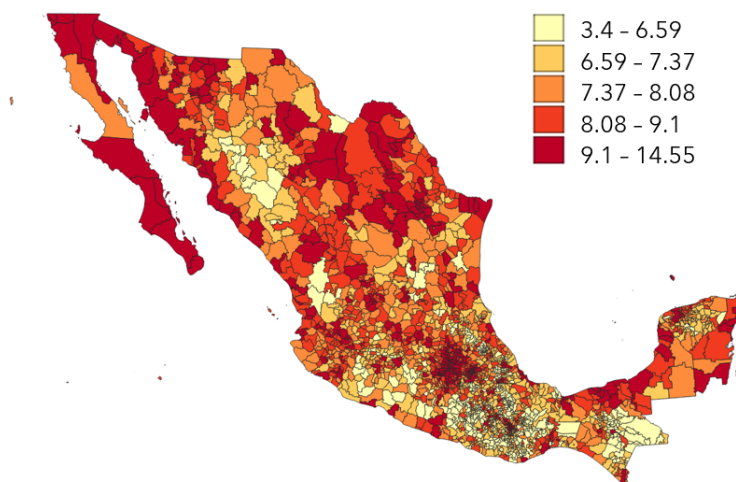 3.4 – 6.59
6.59 – 7.37
7.37 – 8.08
8.08 – 9.1
9.1 – 14.55